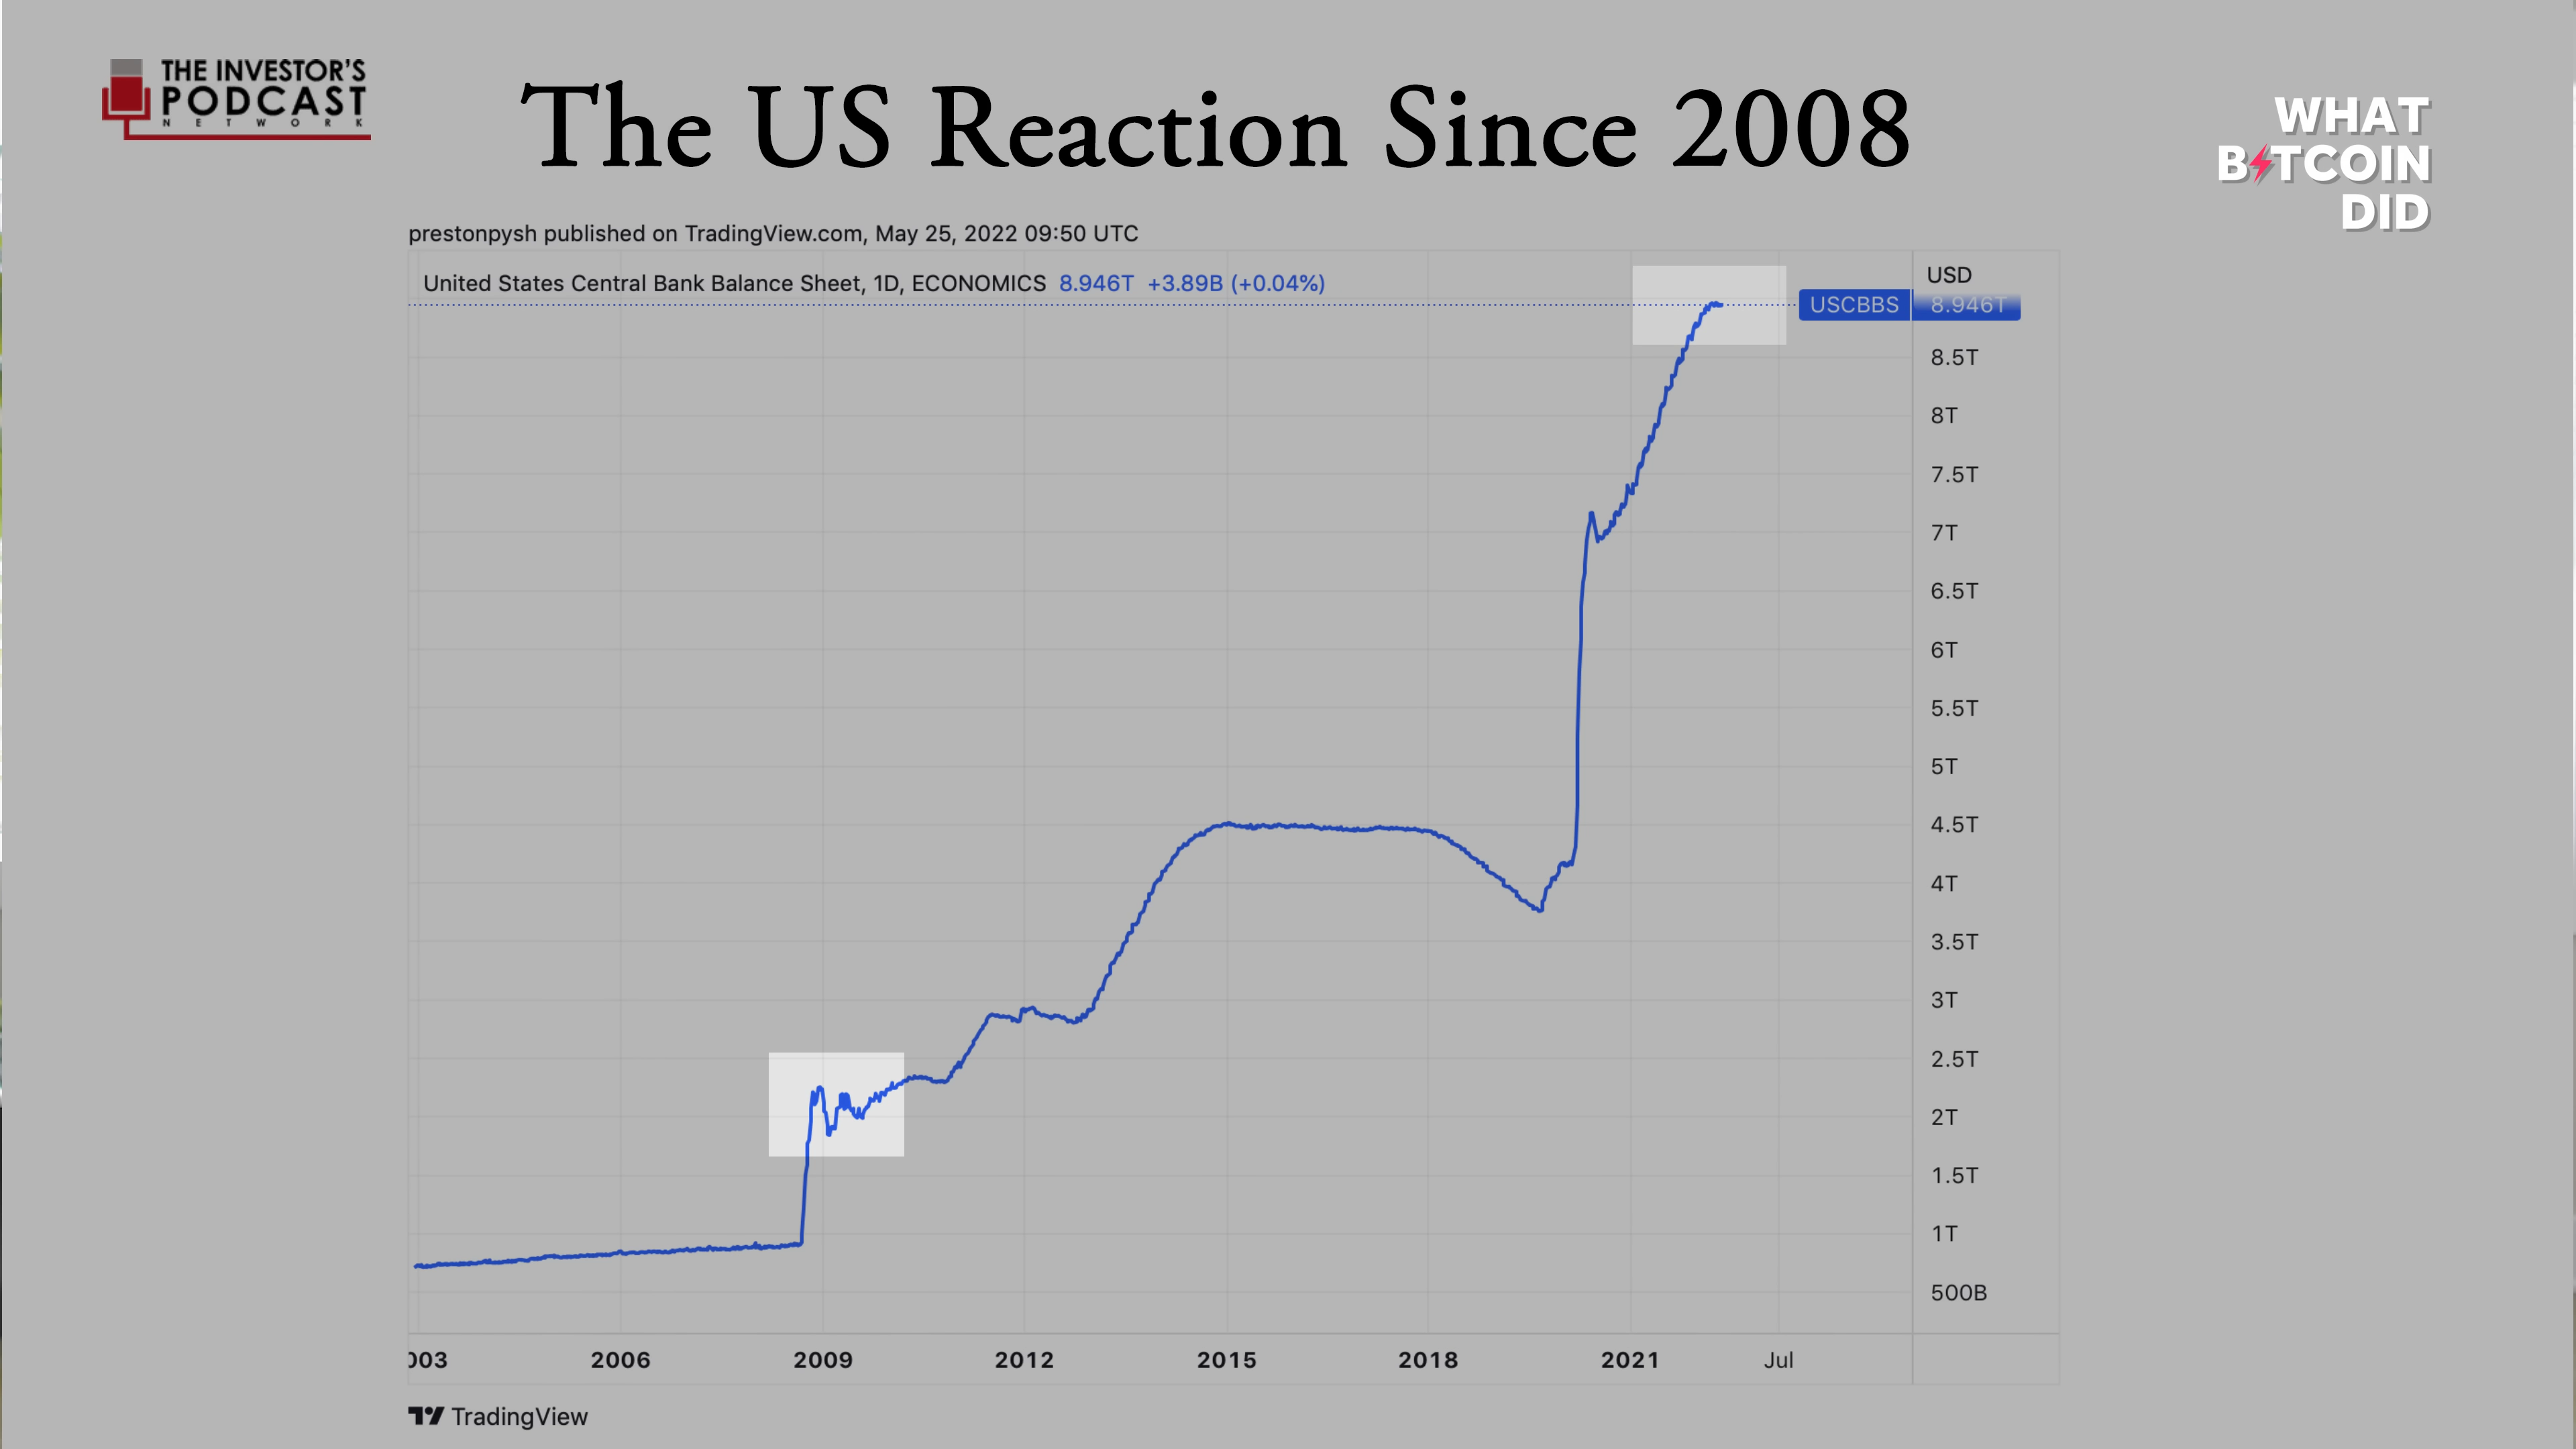 THE INVESTOR'S
PODCAST
NETWORK
The US Reaction Since 2008
WHAT
B TCOIN
DID
prestonpysh published on TradingView.com, May 25, 2022 09:50 UTC
United States Central Bank Balance Sheet, 1D, ECONOMICS 8.946T +3.89B (+0.04%)
USD
USCBBS 8.946T
8.5T
8T
7.5T
7T
6.5T
6T
5.5T
5T
4.5T
4T
3.5T
3T
2.5T
2T
1.5T
1T
500B
003 2006 2009 2012 2015 2018 2021 Jul
TradingView